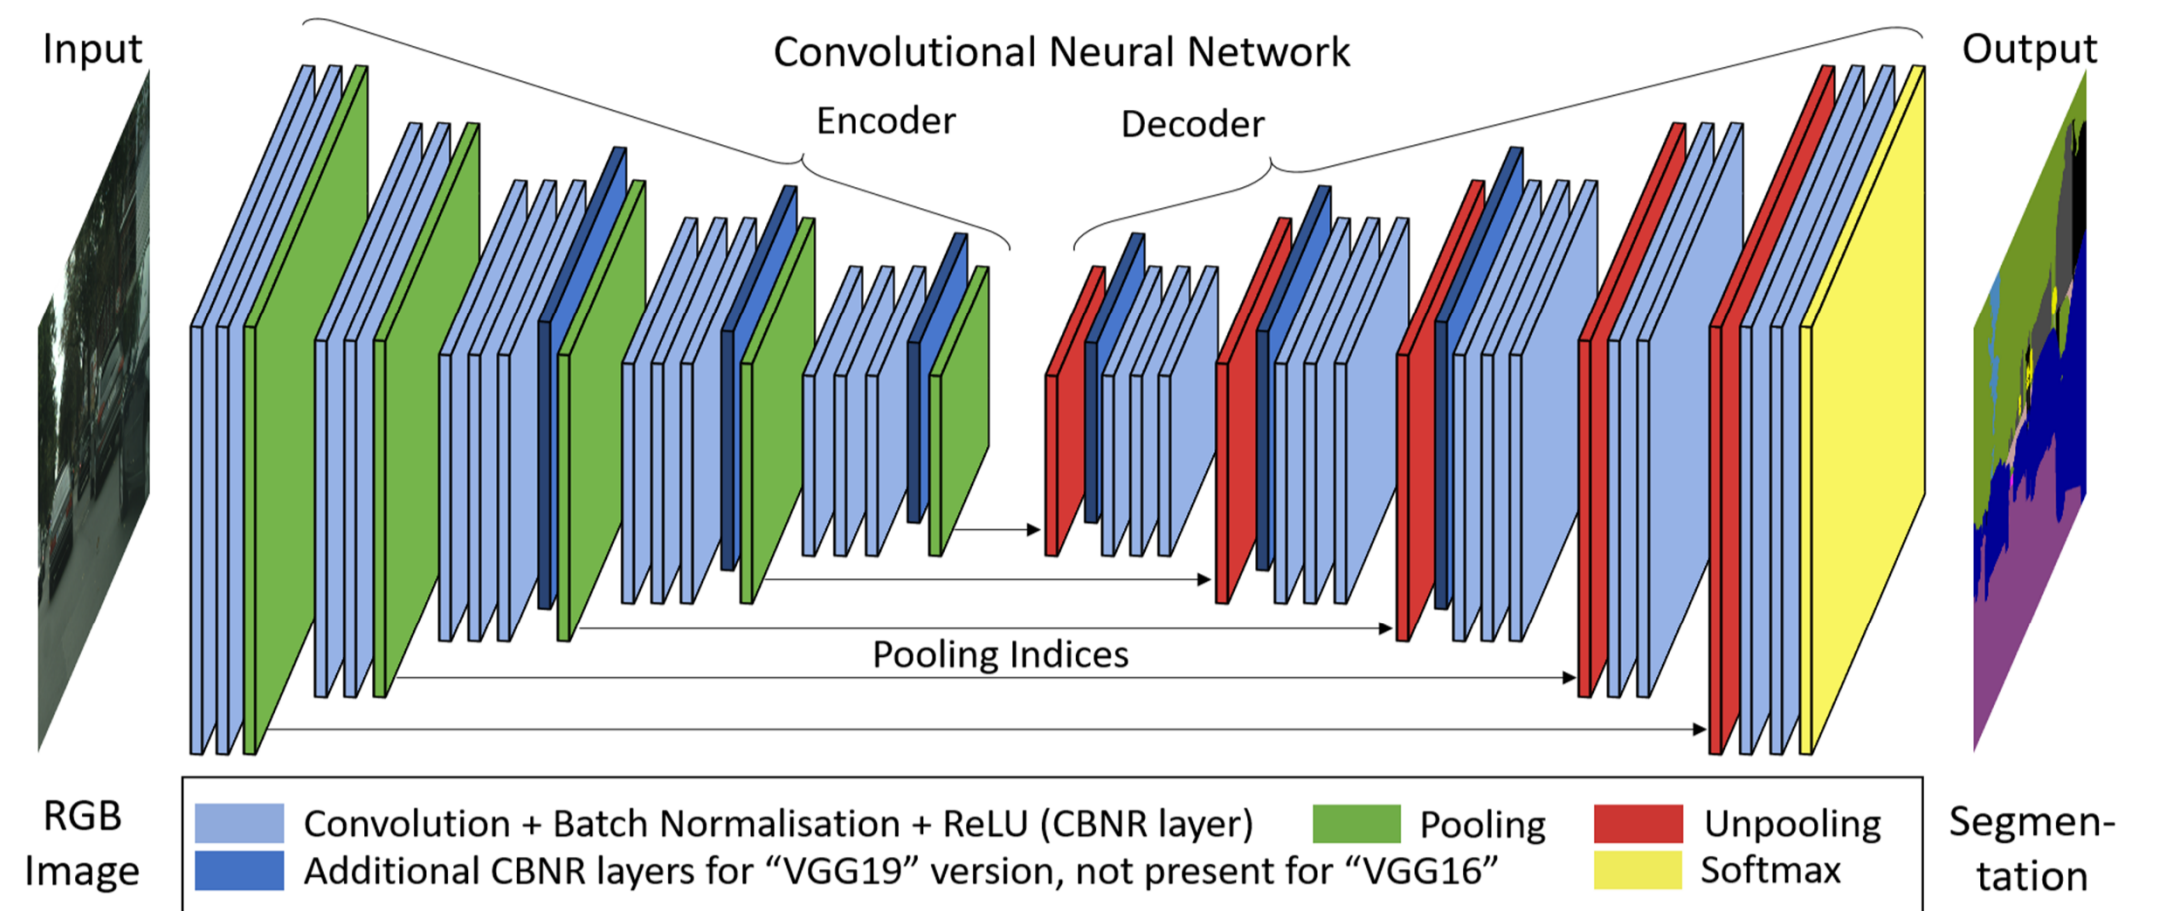 Input
Convolutional Neural Network
Output
Encoder
Decoder
Pooling Indices
RGB
Image
Convolution + Batch Normalisation + ReLU (CBNR layer)
Pooling
Unpooling
Additional CBNR layers for “VGG19” version, not present for “VGG16”
Softmax
Segmen-
tation